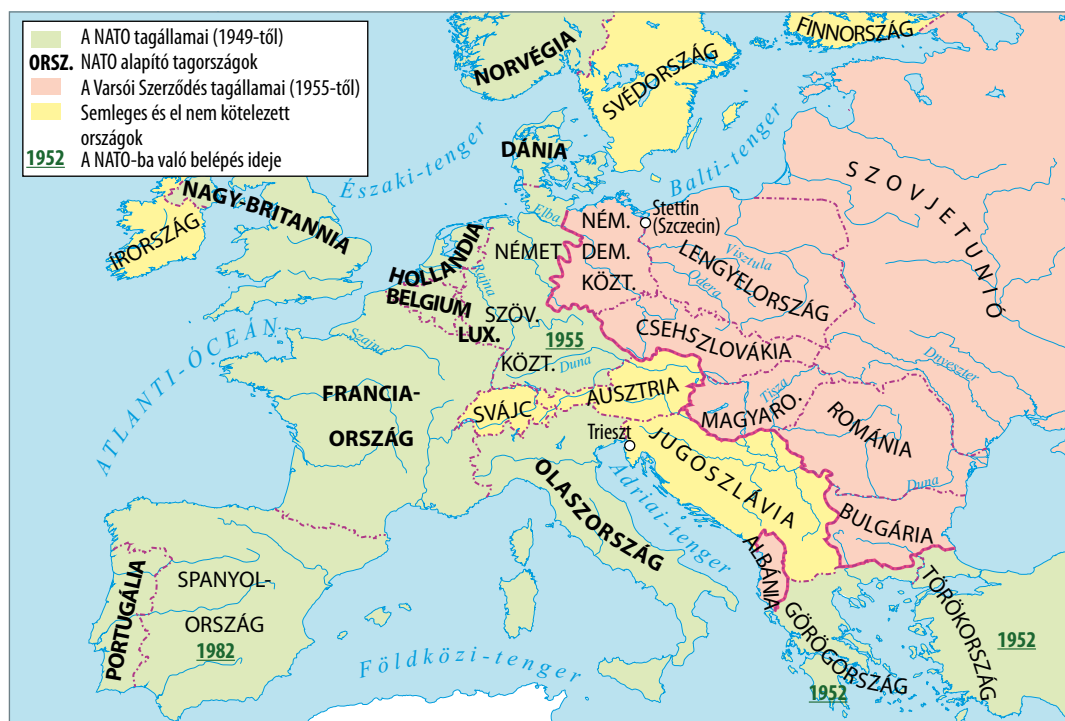 A NATO tagállamai (1949-től)
ORSZ. NATO alapító tagországok
A Varsói Szerződés tagállamai (1955-től)
Semleges és el nem kötelezett
országok
1952 A NATO-ba való belépés ideje
NORVÉGIA
SVÉDORSZÁG
FINNORSZÁG
Északi-tenger
DÁNIA
Balti-tenger
SZOVJETUNIÓ
NAGY-BRITANNIA
ÍRORSZÁG
Elba
NÉM.
DEM.
KÖZT.
Stettin
(Szczecin)
HOLLANDIA
BELGIUM
LUX.
Rajna
NÉMET
SZÖV.
KÖZT.
1955
Visztula
Odera
LENGYELORSZÁG
CSEHSZLOVÁKIA
ATLANTI-ÓCEÁN
Szajna
Duna
Dnyeszter
FRANCIA-
ORSZÁG
SVÁJC
AUSZTRIA
MAGYARO.
Tisza
ROMÁNIA
Trieszt
JUGOSZLÁVIA
Duna
OLASZORSZÁG
Adriai-tenger
BULGÁRIA
ALBÁNIA
PORTUGÁLIA
SPANYOL-
ORSZÁG
1982
Földközi-tenger
GÖRÖGORSZÁG
1952
TÖRÖKORSZÁG
1952